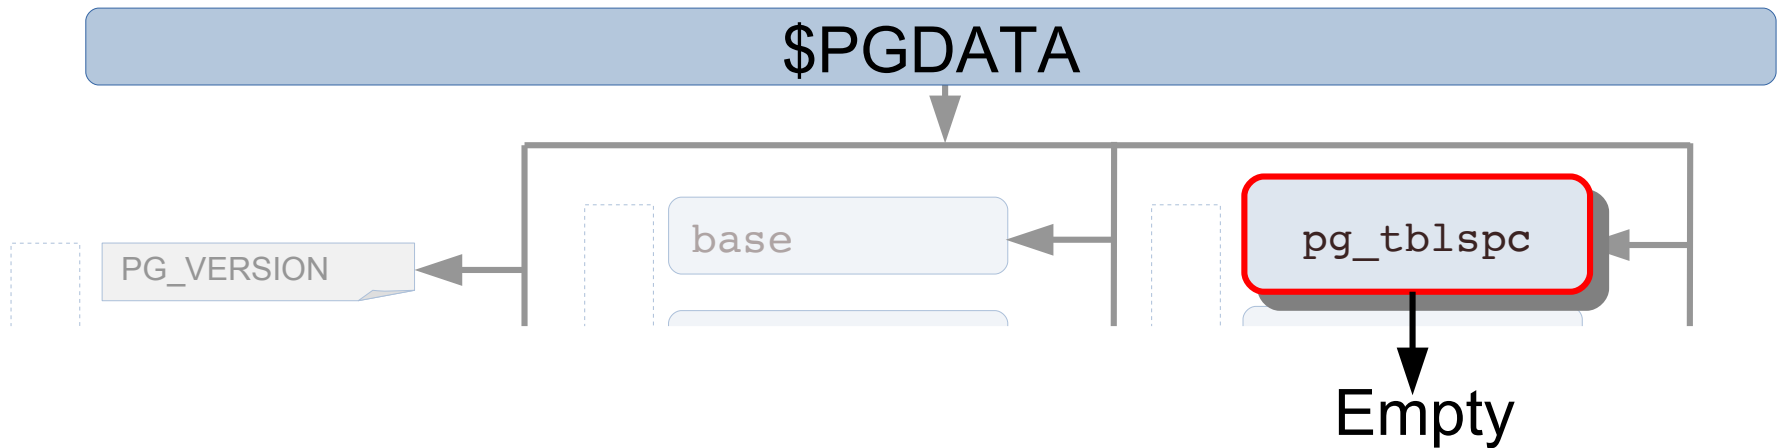 $PGDATA
base
pg_tblspc
PG_VERSION
Empty